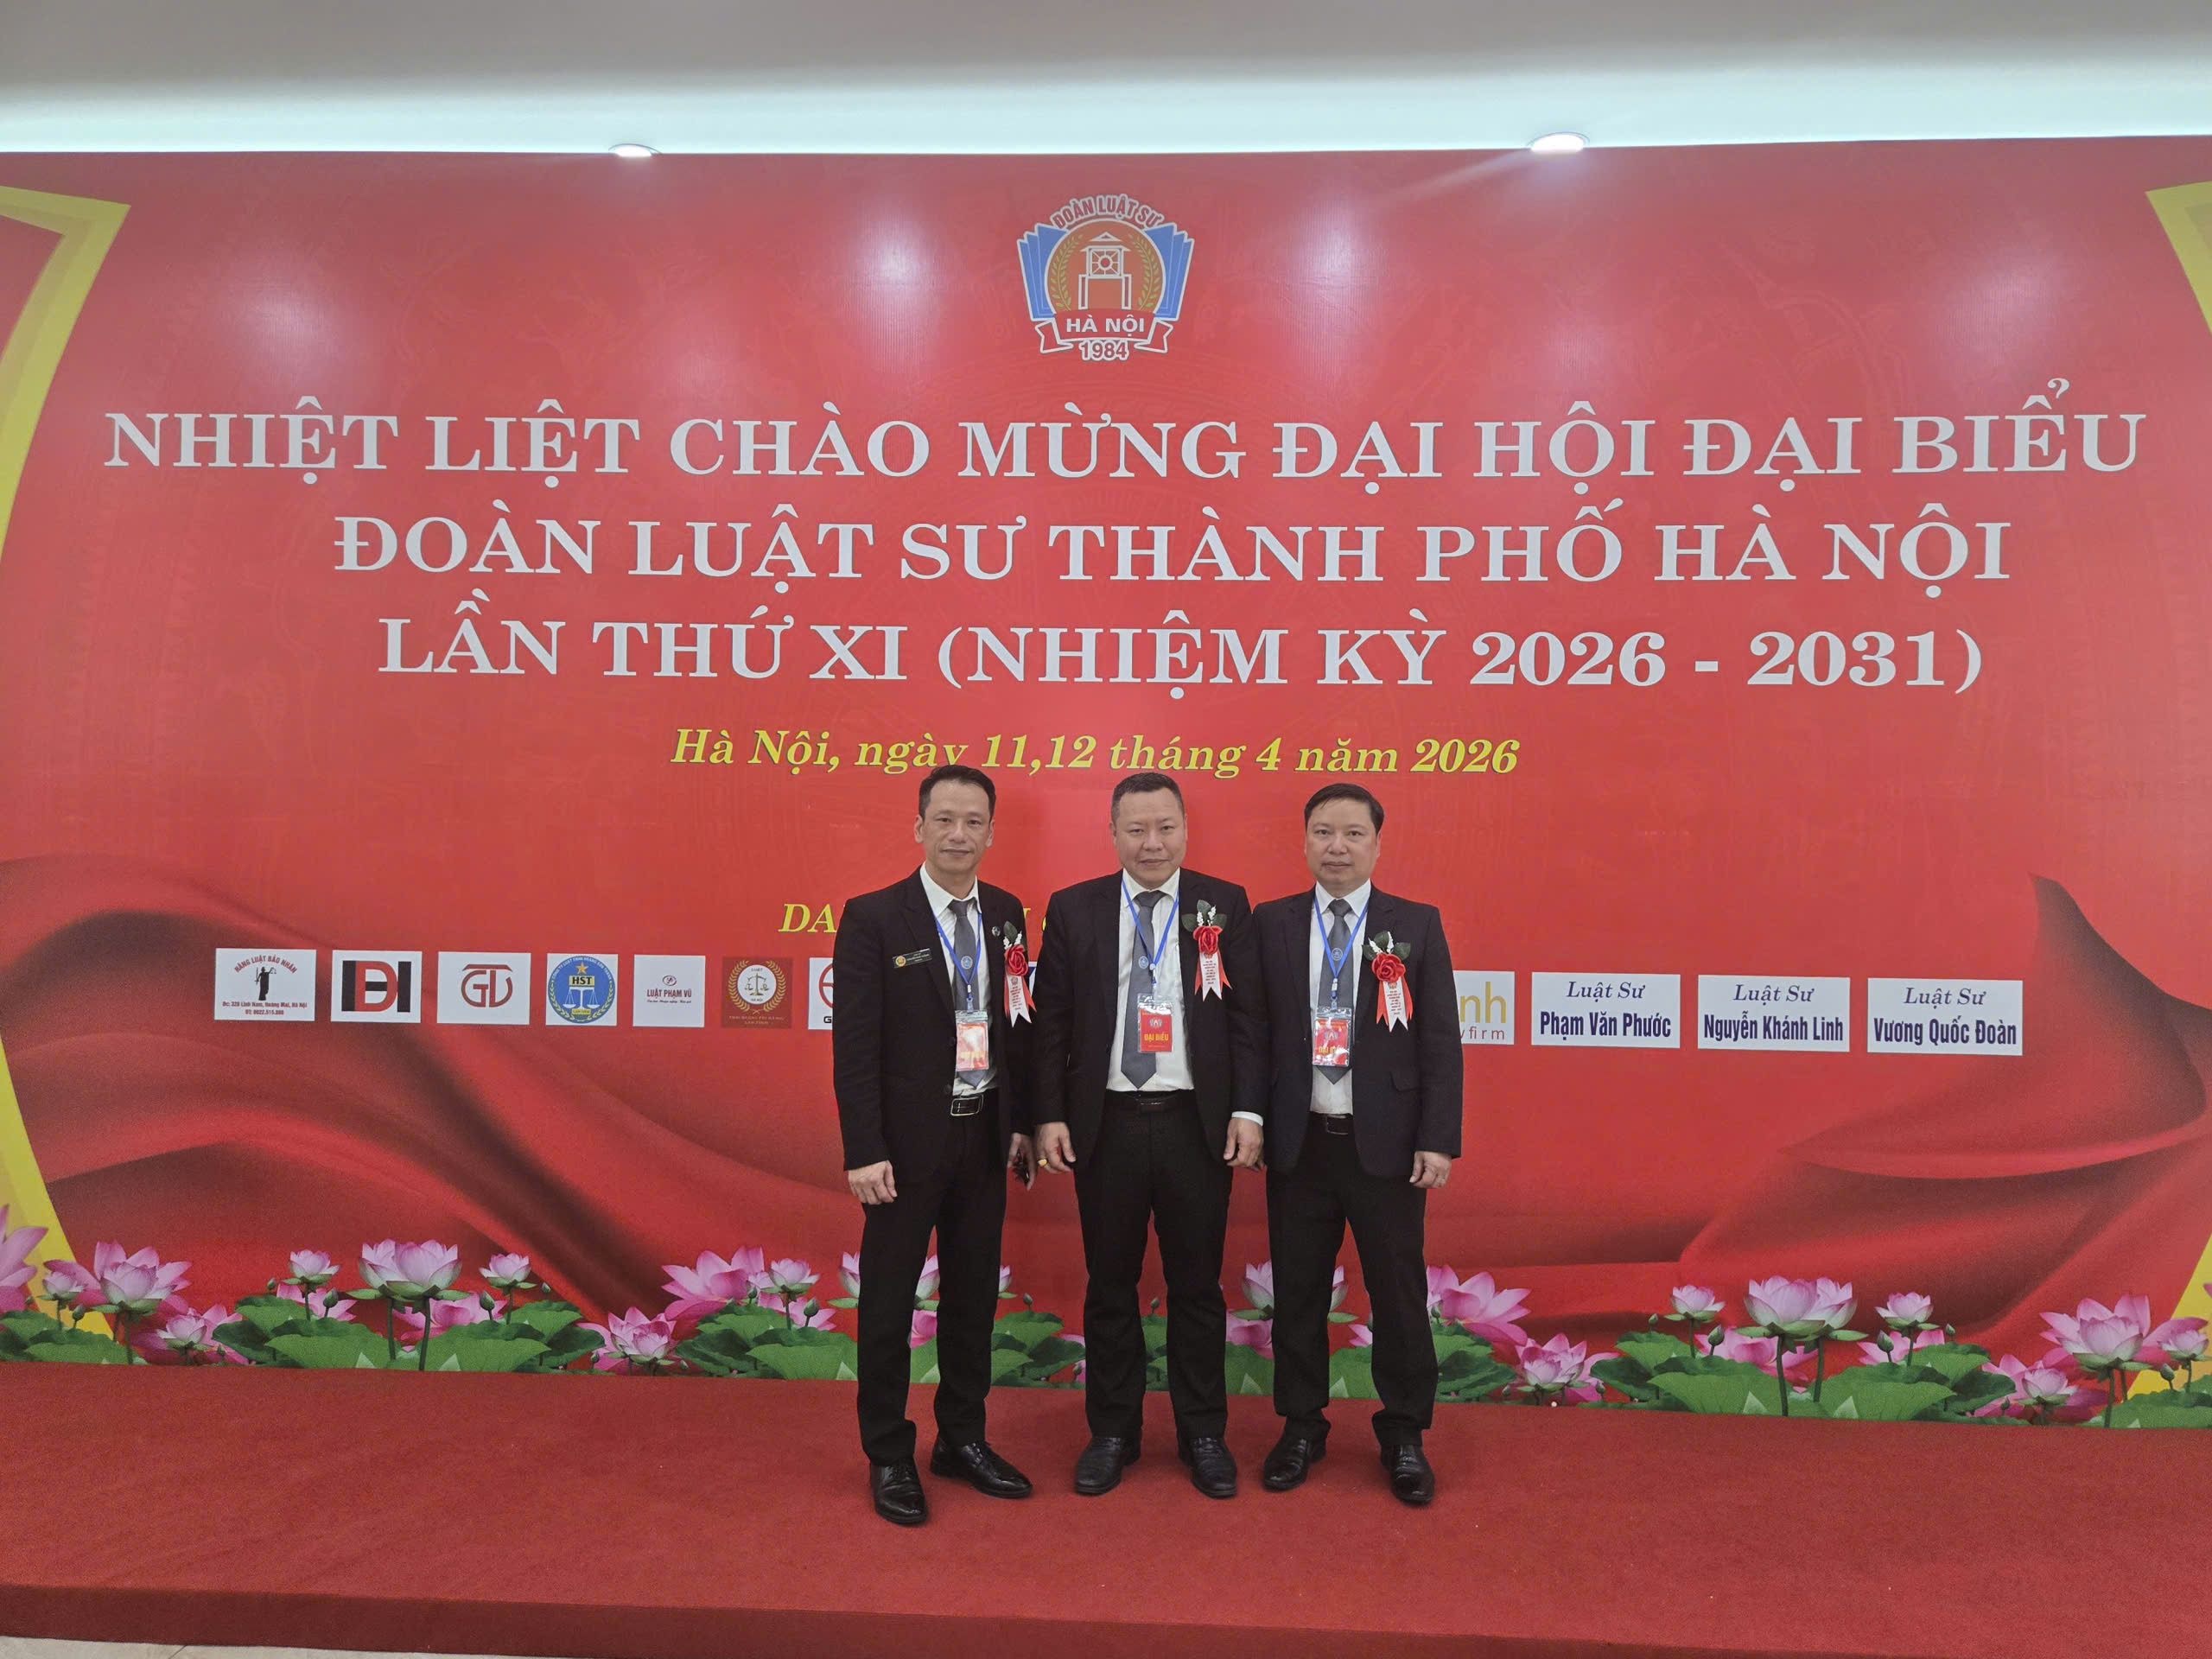 ĐOÀN LUẬT SƯ
HÀ NỘI
1984
NHIỆT LIỆT CHÀO MỪNG ĐẠI HỘI ĐẠI BIỂU
ĐOÀN LUẬT SƯ THÀNH PHỐ HÀ NỘI
LẦN THỨ XI (NHIỆM KỲ 2026 - 2031)
Hà Nội, ngày 11,12 tháng 4 năm 2026
HST
LUẬT PHẠM VŨ
Luật Sư
Phạm Văn Phước
Luật Sư
Nguyễn Khánh Linh
Luật Sư
Vương Quốc Đoàn
ĐẠI BIỂU